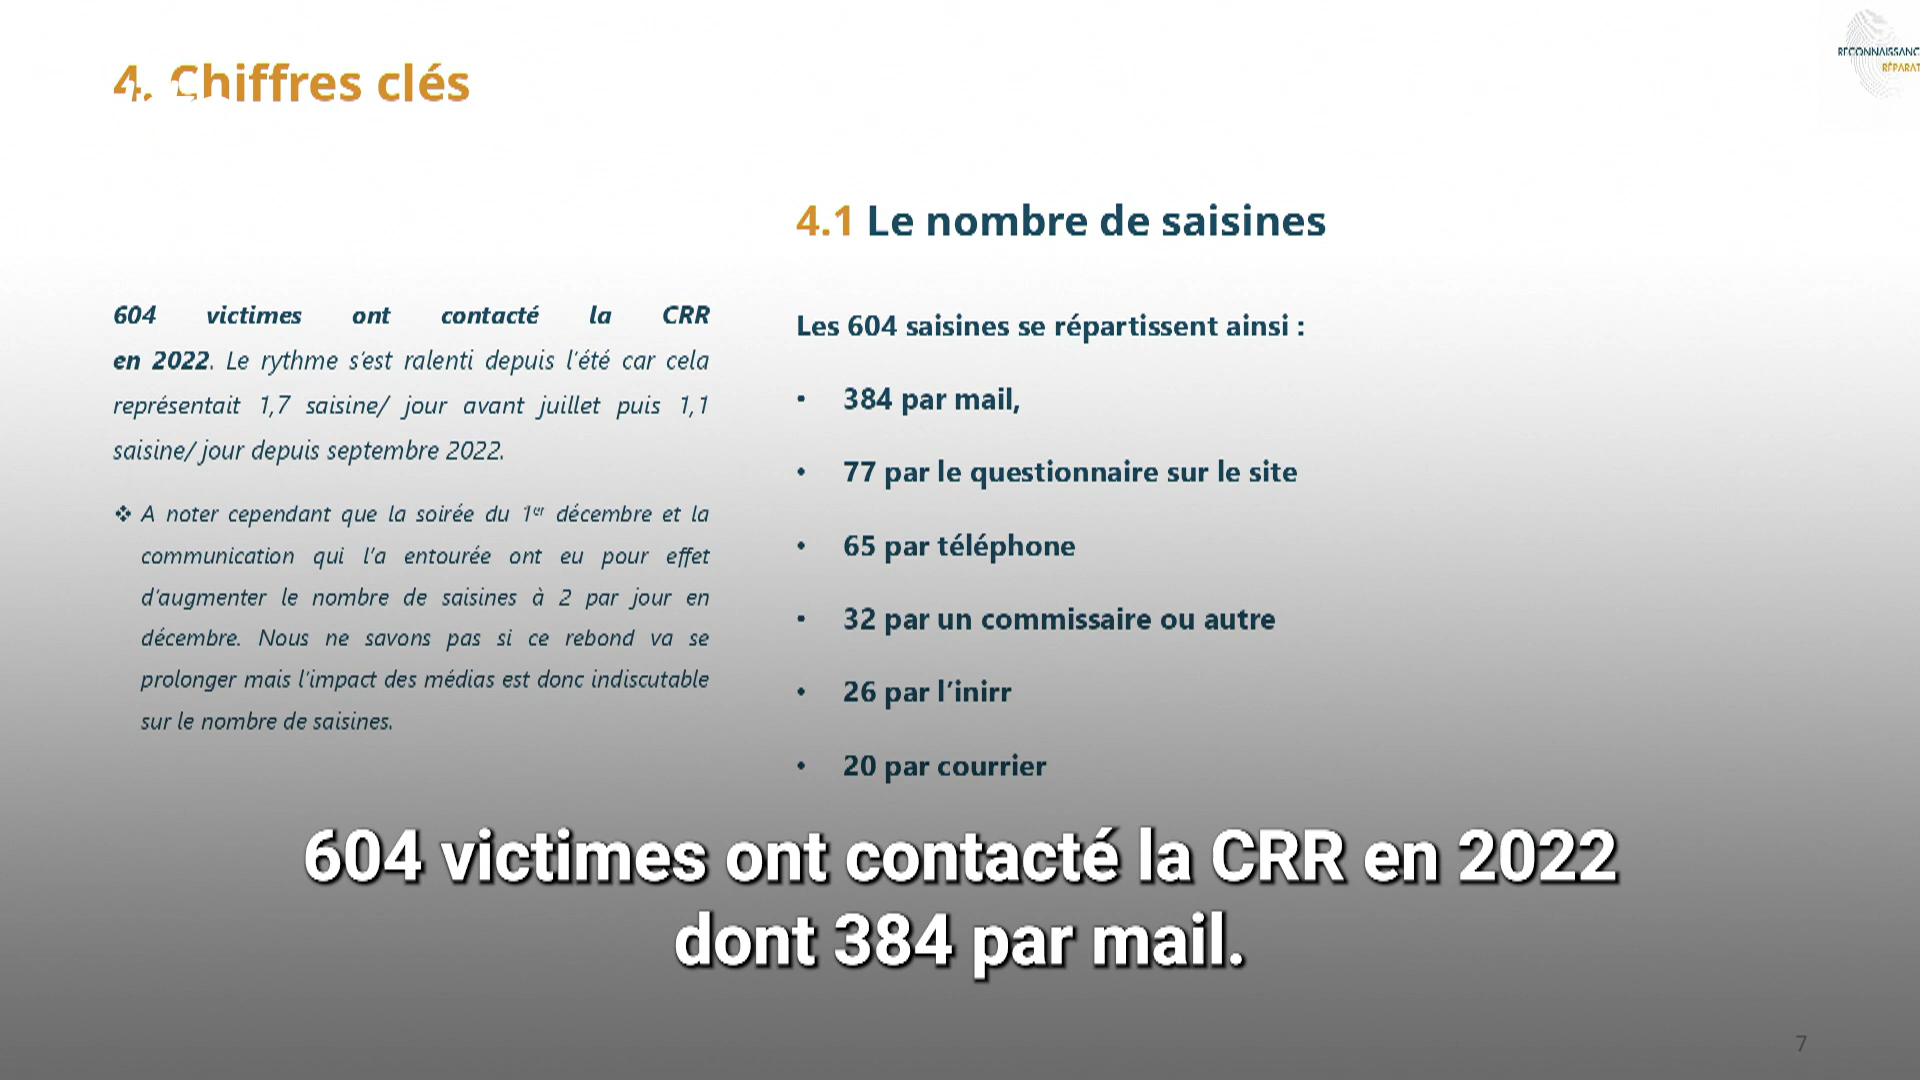 4. Chiffres clés
RECONNAISSANC
RÉPARAT
604 victimes ont contacté la CRR
en 2022. Le rythme s'est ralenti depuis l'été car cela
représentait 1,7 saisine/ jour avant juillet puis 1,1
saisine/ jour depuis septembre 2022.
❖ A noter cependant que la soirée du 1er décembre et la
communication qui l'a entourée ont eu pour effet
d'augmenter le nombre de saisines à 2 par jour en
décembre. Nous ne savons pas si ce rebond va se
prolonger mais l'impact des médias est donc indiscutable
sur le nombre de saisines.
4.1 Le nombre de saisines
Les 604 saisines se répartissent ainsi :
• 384 par mail,
• 77 par le questionnaire sur le site
• 65 par téléphone
• 32 par un commissaire ou autre
• 26 par l'inirr
• 20 par courrier
604 victimes ont contacté la CRR en 2022
dont 384 par mail.
7